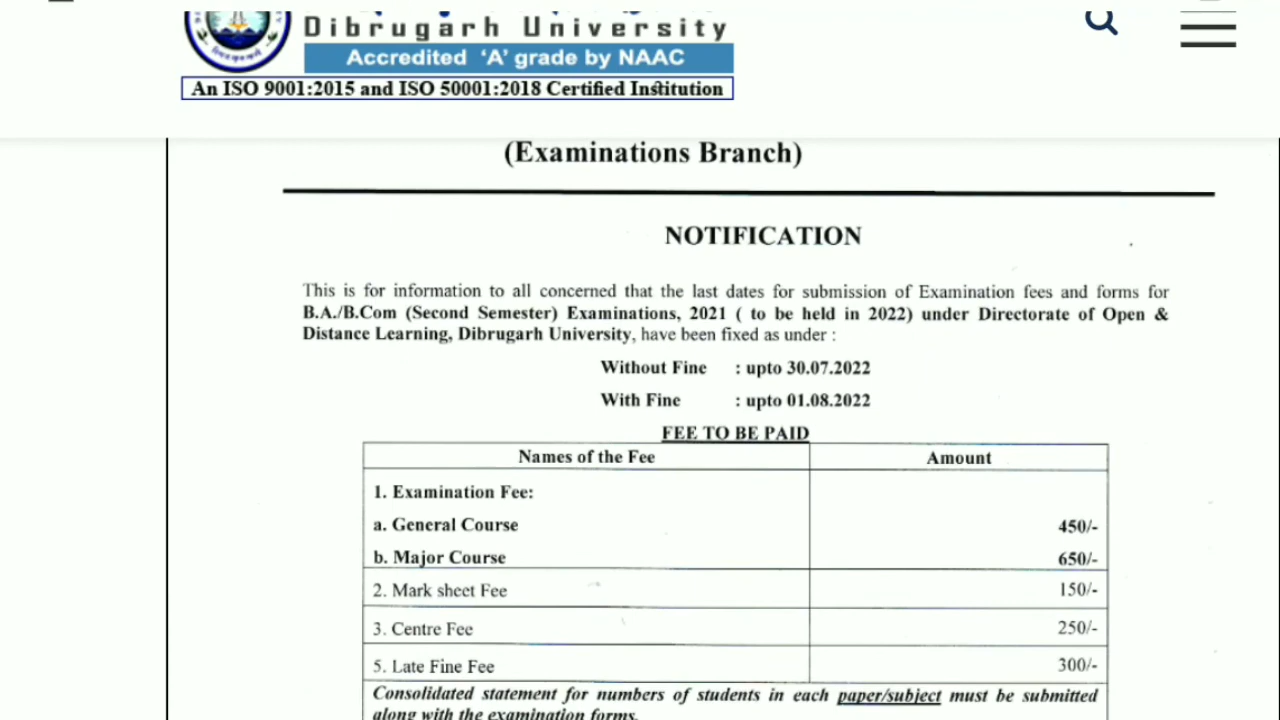 Dibrugarh University
Accredited 'A' grade by NAAC
An ISO 9001:2015 and ISO 50001:2018 Certified Institution
(Examinations Branch)
NOTIFICATION
This is for information to all concerned that the last dates for submission of Examination fees and forms for
B.A./B.Com (Second Semester) Examinations, 2021 ( to be held in 2022) under Directorate of Open &
Distance Learning, Dibrugarh University, have been fixed as under :
Without Fine : upto 30.07.2022
With Fine : upto 01.08.2022
FEE TO BE PAID
Names of the Fee Amount
1. Examination Fee:
a. General Course 450/-
b. Major Course 650/-
2. Mark sheet Fee 150/-
3. Centre Fee 250/-
5. Late Fine Fee 300/-
Consolidated statement for numbers of students in each paper/subject must be submitted
along with the examination forms.